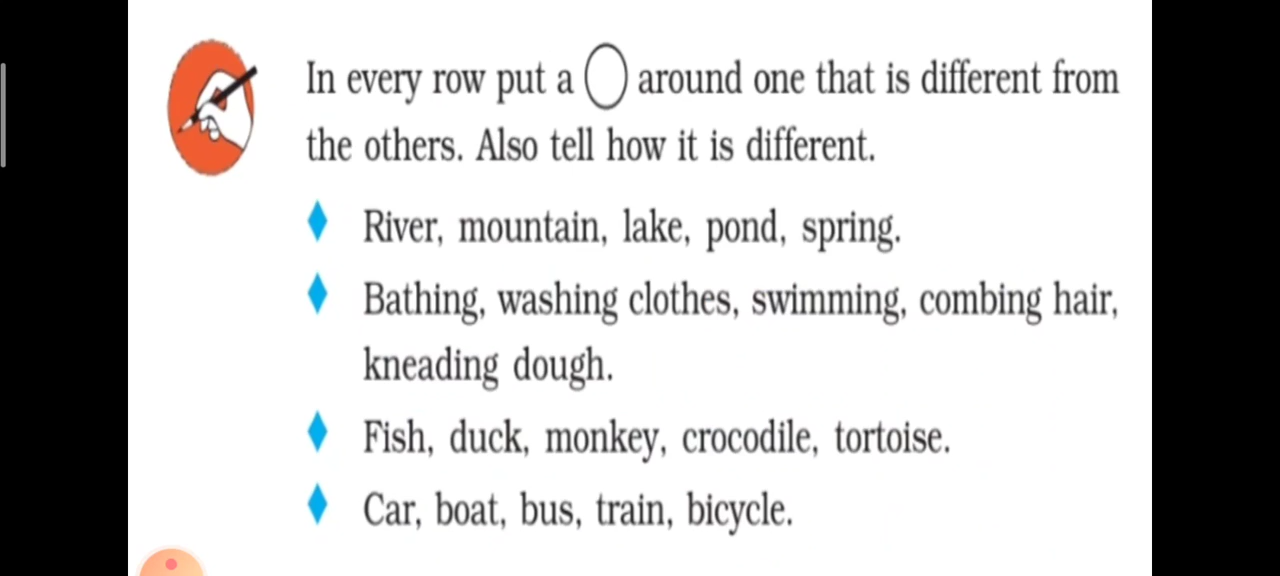 In every row put a around one that is different from
the others. Also tell how it is different.
River, mountain, lake, pond, spring.
Bathing, washing clothes, swimming, combing hair,
kneading dough.
Fish, duck, monkey, crocodile, tortoise.
Car, boat, bus, train, bicycle.